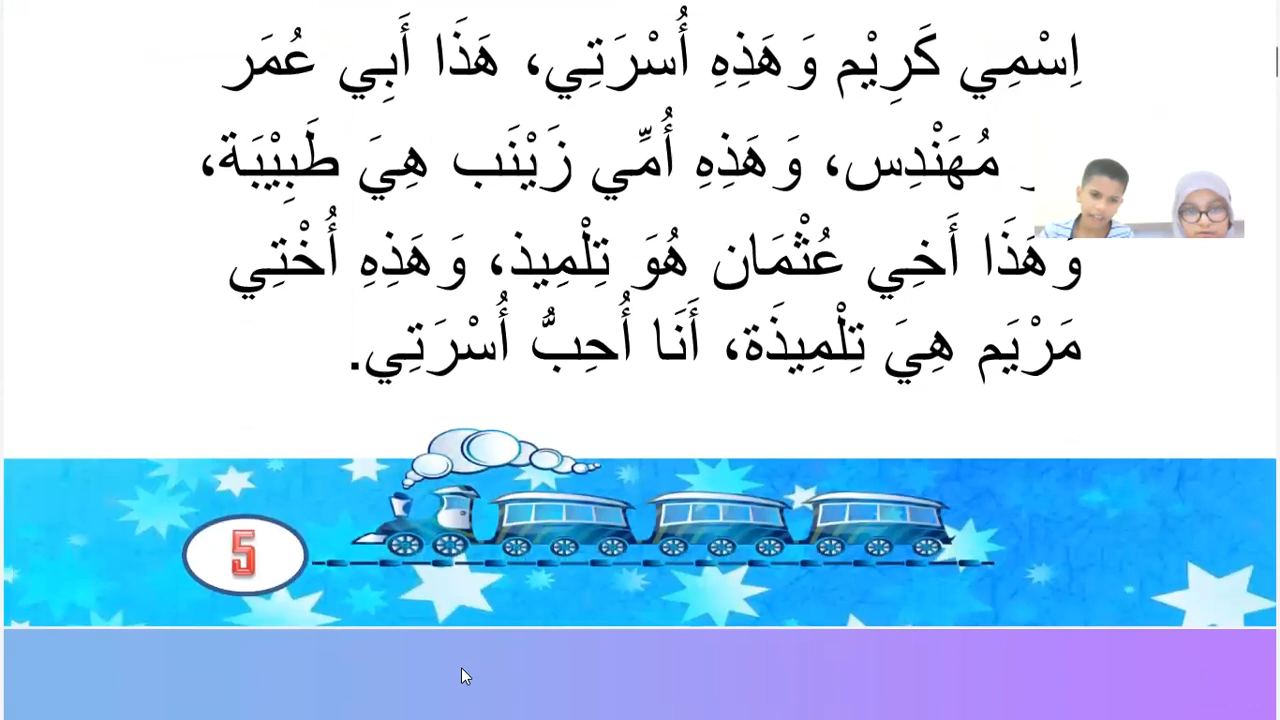 اِسْمِي كَرِيْم وَهَذِهِ أُسْرَتِي، هَذَا أَبِي عُمَر
مُهَنْدِس، وَهَذِهِ أُمِّي زَيْنَب هِيَ طَبِيْبَة،
وَهَذَا أَخِي عُثْمَان هُوَ تِلْمِيذ، وَهَذِهِ أُخْتِي
مَرْيَم هِيَ تِلْمِيذَة، أَنَا أُحِبُّ أُسْرَتِي.
5